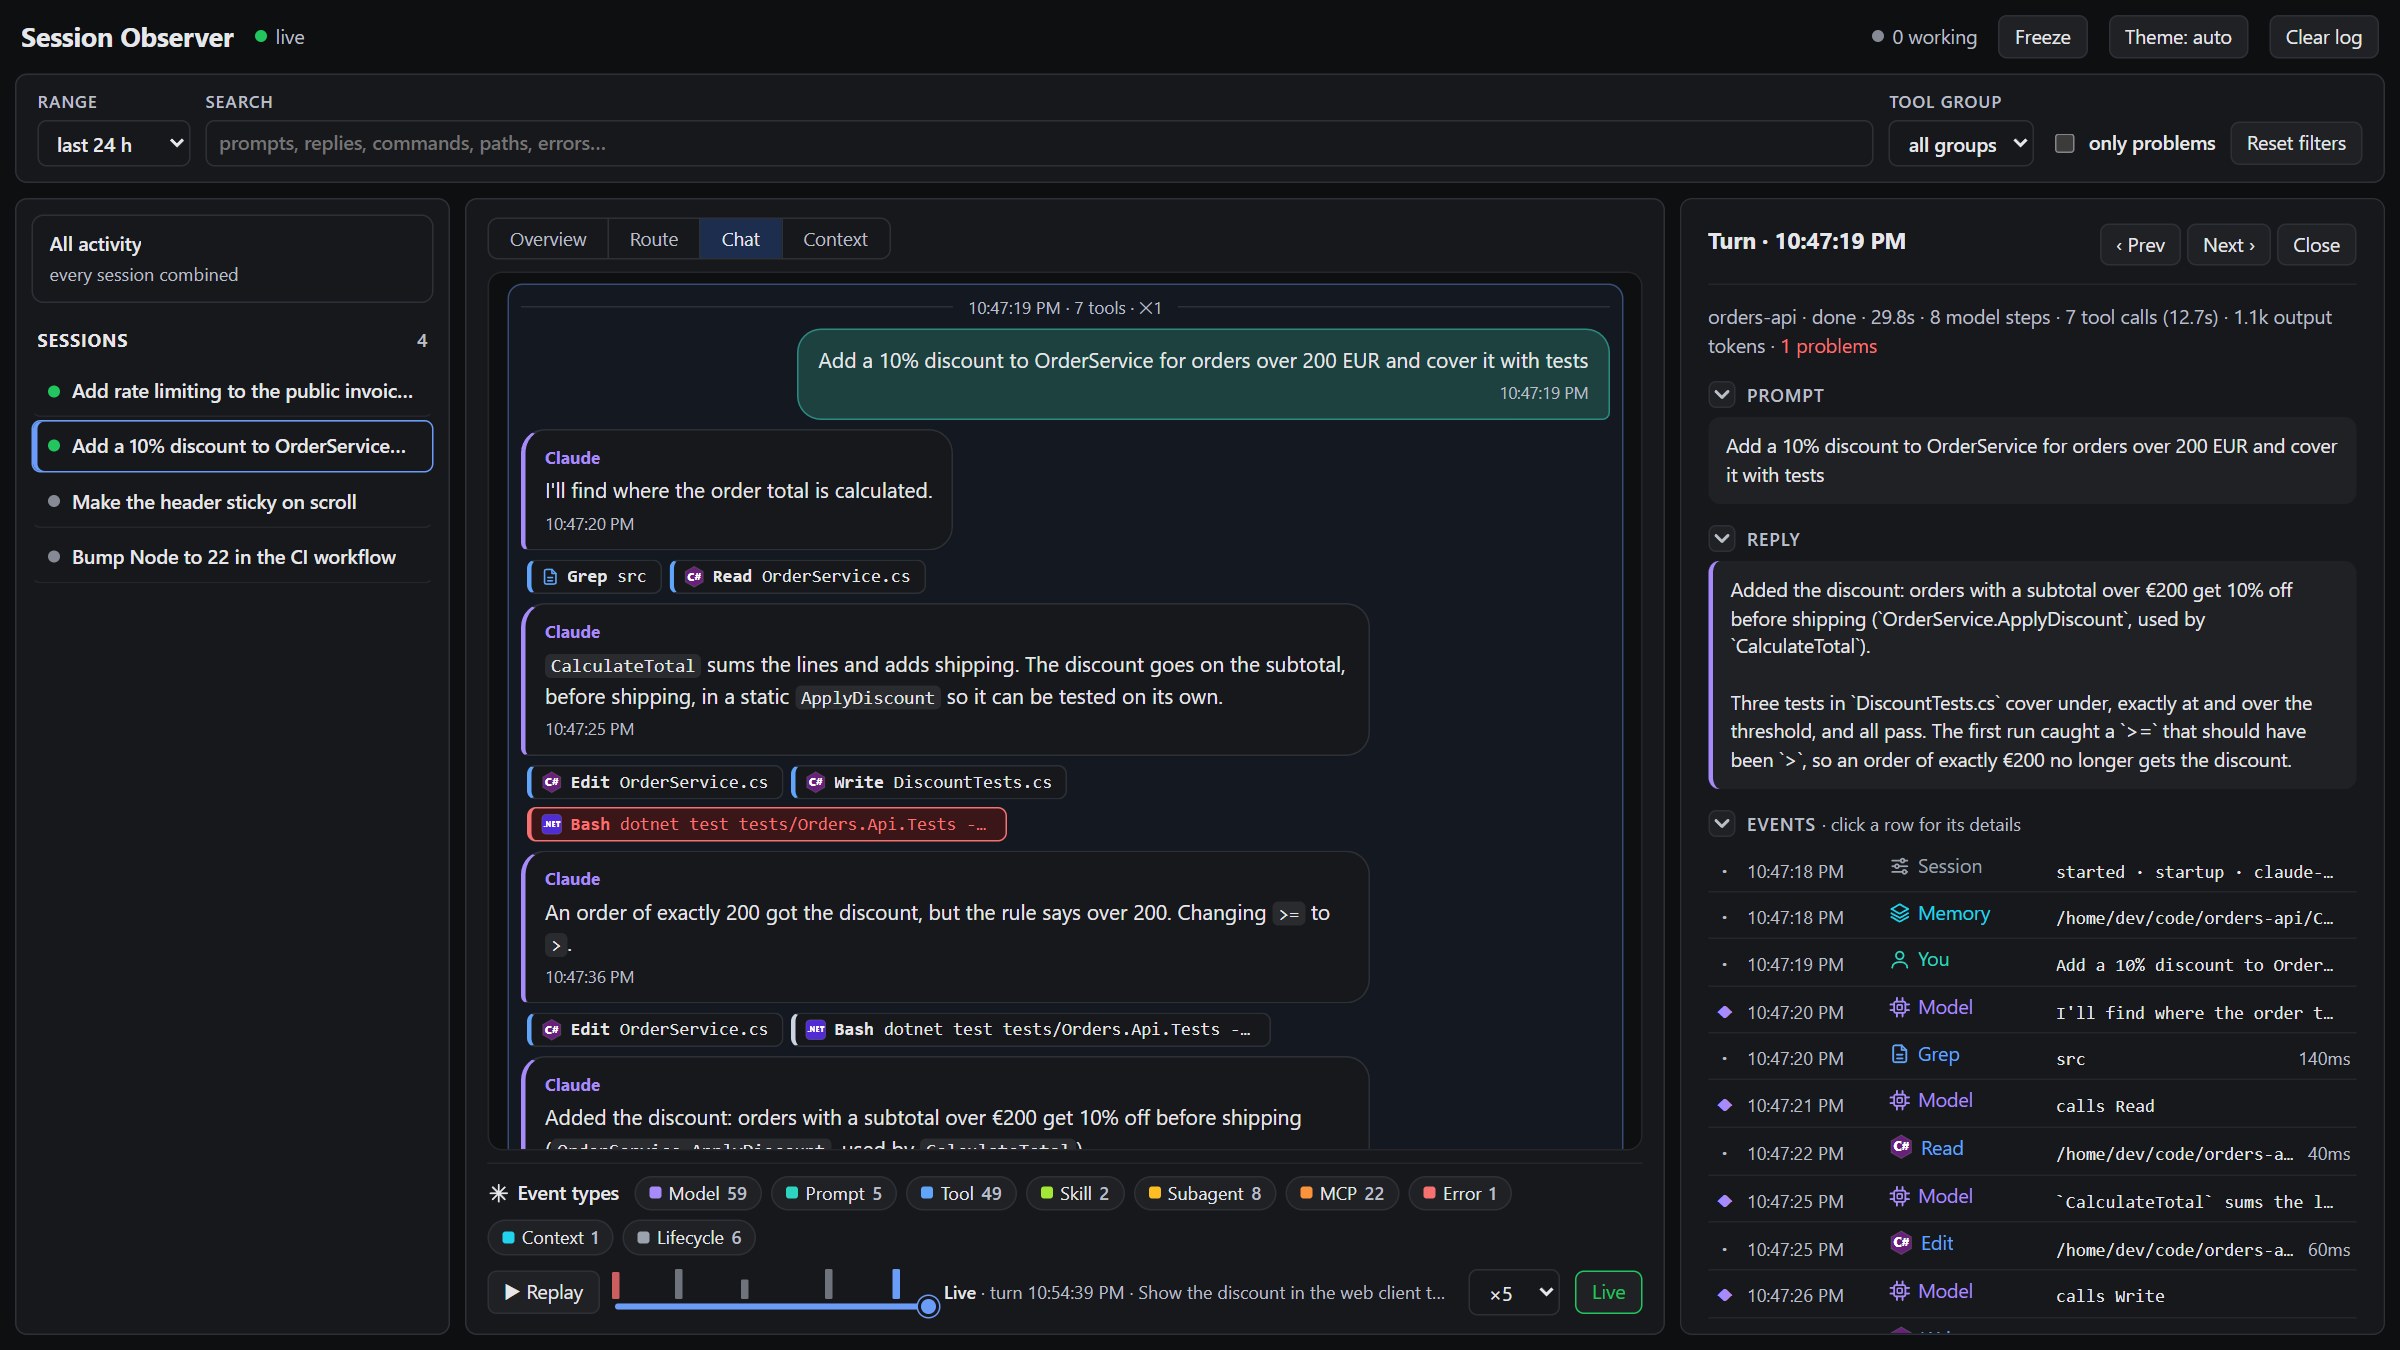 Session Observer
live
0 working
Freeze
Theme: auto
Clear log
RANGE
last 24 h
SEARCH
prompts, replies, commands, paths, errors...
TOOL GROUP
all groups
only problems
Reset filters
All activity
every session combined
SESSIONS 4
Add rate limiting to the public invoic...
Add a 10% discount to OrderService...
Make the header sticky on scroll
Bump Node to 22 in the CI workflow
Overview
Route
Chat
Context
10:47:19 PM · 7 tools · ✕1
Add a 10% discount to OrderService for orders over 200 EUR and cover it with tests
10:47:19 PM
Claude
I'll find where the order total is calculated.
10:47:20 PM
Grep src
C# Read OrderService.cs
Claude
CalculateTotal sums the lines and adds shipping. The discount goes on the subtotal,
before shipping, in a static ApplyDiscount so it can be tested on its own.
10:47:25 PM
C# Edit OrderService.cs
C# Write DiscountTests.cs
.NET Bash dotnet test tests/Orders.Api.Tests -…
Claude
An order of exactly 200 got the discount, but the rule says over 200. Changing >= to
>.
10:47:36 PM
C# Edit OrderService.cs
.NET Bash dotnet test tests/Orders.Api.Tests -…
Claude
Added the discount: orders with a subtotal over €200 get 10% off before shipping
(OrderService.ApplyDiscount, used by CalculateTotal).
Event types
Model 59
Prompt 5
Tool 49
Skill 2
Subagent 8
MCP 22
Error 1
Context 1
Lifecycle 6
Replay
Live · turn 10:54:39 PM · Show the discount in the web client t...
×5
Live
Turn · 10:47:19 PM
‹ Prev
Next ›
Close
orders-api · done · 29.8s · 8 model steps · 7 tool calls (12.7s) · 1.1k output
tokens · 1 problems
PROMPT
Add a 10% discount to OrderService for orders over 200 EUR and cover
it with tests
REPLY
Added the discount: orders with a subtotal over €200 get 10% off
before shipping (`OrderService.ApplyDiscount`, used by
`CalculateTotal`).
Three tests in `DiscountTests.cs` cover under, exactly at and over the
threshold, and all pass. The first run caught a `>=` that should have
been `>`, so an order of exactly €200 no longer gets the discount.
EVENTS · click a row for its details
10:47:18 PM Session started · startup · claude-…
10:47:18 PM Memory /home/dev/code/orders-api/C…
10:47:19 PM You Add a 10% discount to Order…
10:47:20 PM Model I'll find where the order t…
10:47:20 PM Grep src 140ms
10:47:21 PM Model calls Read
10:47:22 PM C# Read /home/dev/code/orders-a… 40ms
10:47:25 PM Model `CalculateTotal` sums the l…
10:47:25 PM C# Edit /home/dev/code/orders-a… 60ms
10:47:26 PM Model calls Write